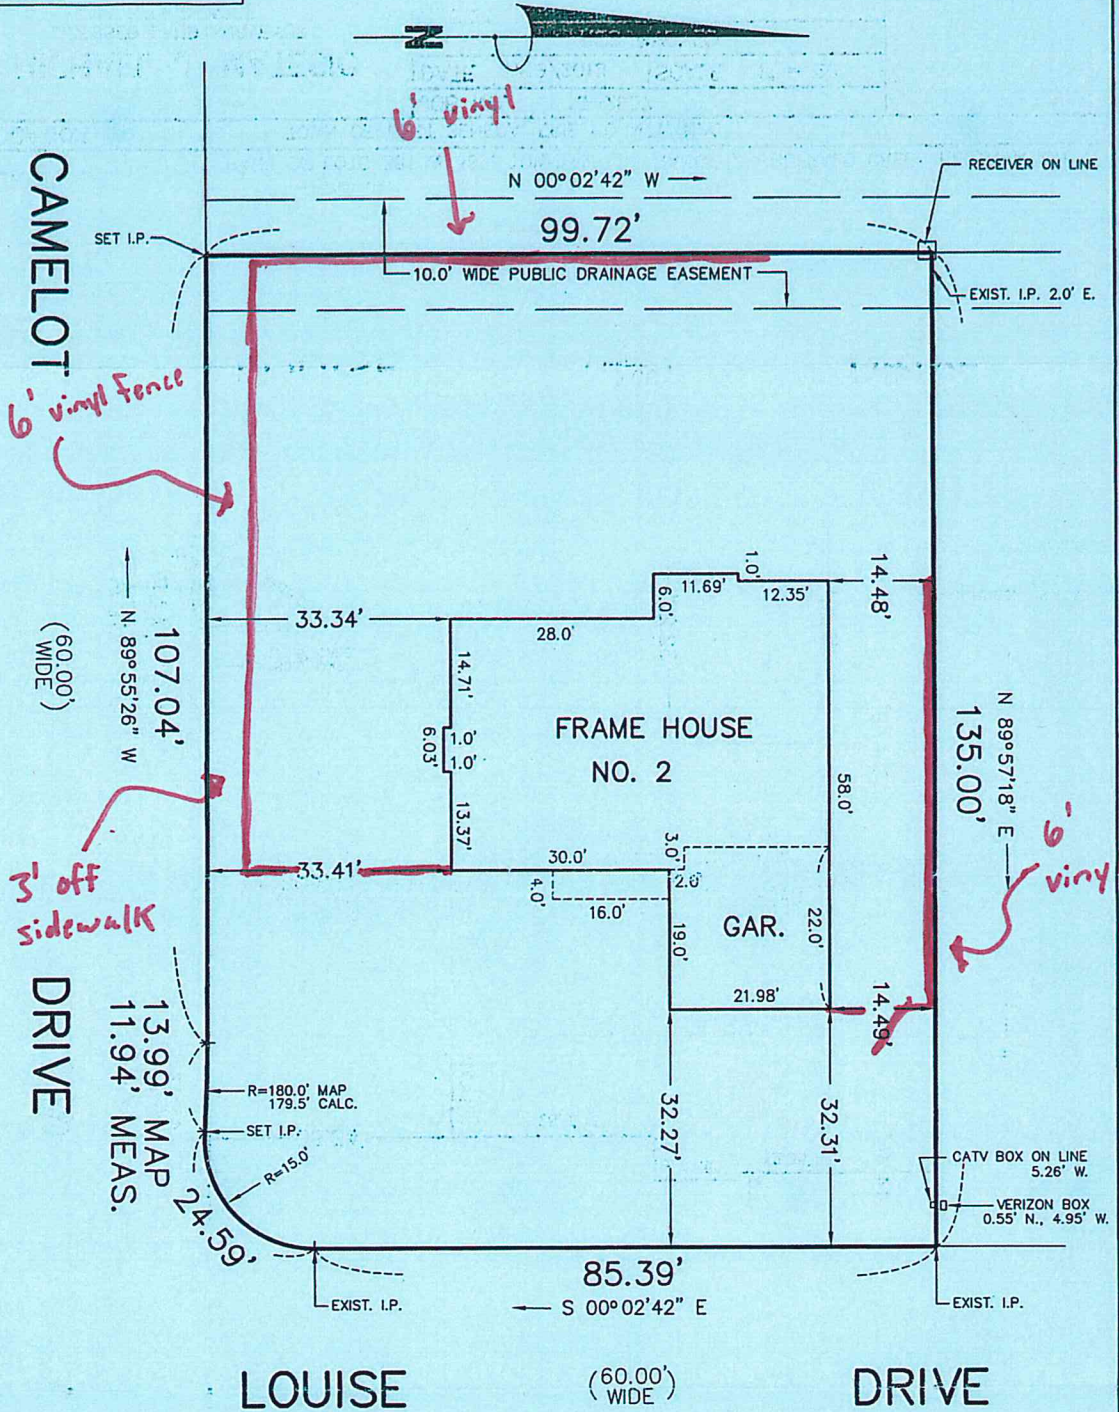 N
6' vinyl
N 00°02'42" W
RECEIVER ON LINE
99.72'
SET I.P.
10.0' WIDE PUBLIC DRAINAGE EASEMENT
EXIST. I.P. 2.0' E.
CAMELOT DRIVE
6' vinyl fence
107.04'
N 89°55'26" W
(60.00' WIDE)
33.34'
28.0'
6.0'
11.69'
1.0'
12.35'
14.48'
N 89°57'18" E
135.00'
14.71'
6.03'
1.0'
1.0'
13.37'
FRAME HOUSE
NO. 2
58.0'
6'
viny
3' off
sidewalk
33.41'
30.0'
3.0'
2.0'
4.0'
16.0'
19.0'
GAR.
22.0'
21.98'
14.49'
13.99' MAP
11.94' MEAS.
R=180.0' MAP
179.5' CALC.
SET I.P.
R=15.0'
24.59'
32.27'
32.31'
CATV BOX ON LINE
5.26' W.
VERIZON BOX
0.55' N., 4.95' W.
85.39'
S 00°02'42" E
EXIST. I.P.
EXIST. I.P.
LOUISE (60.00' WIDE) DRIVE